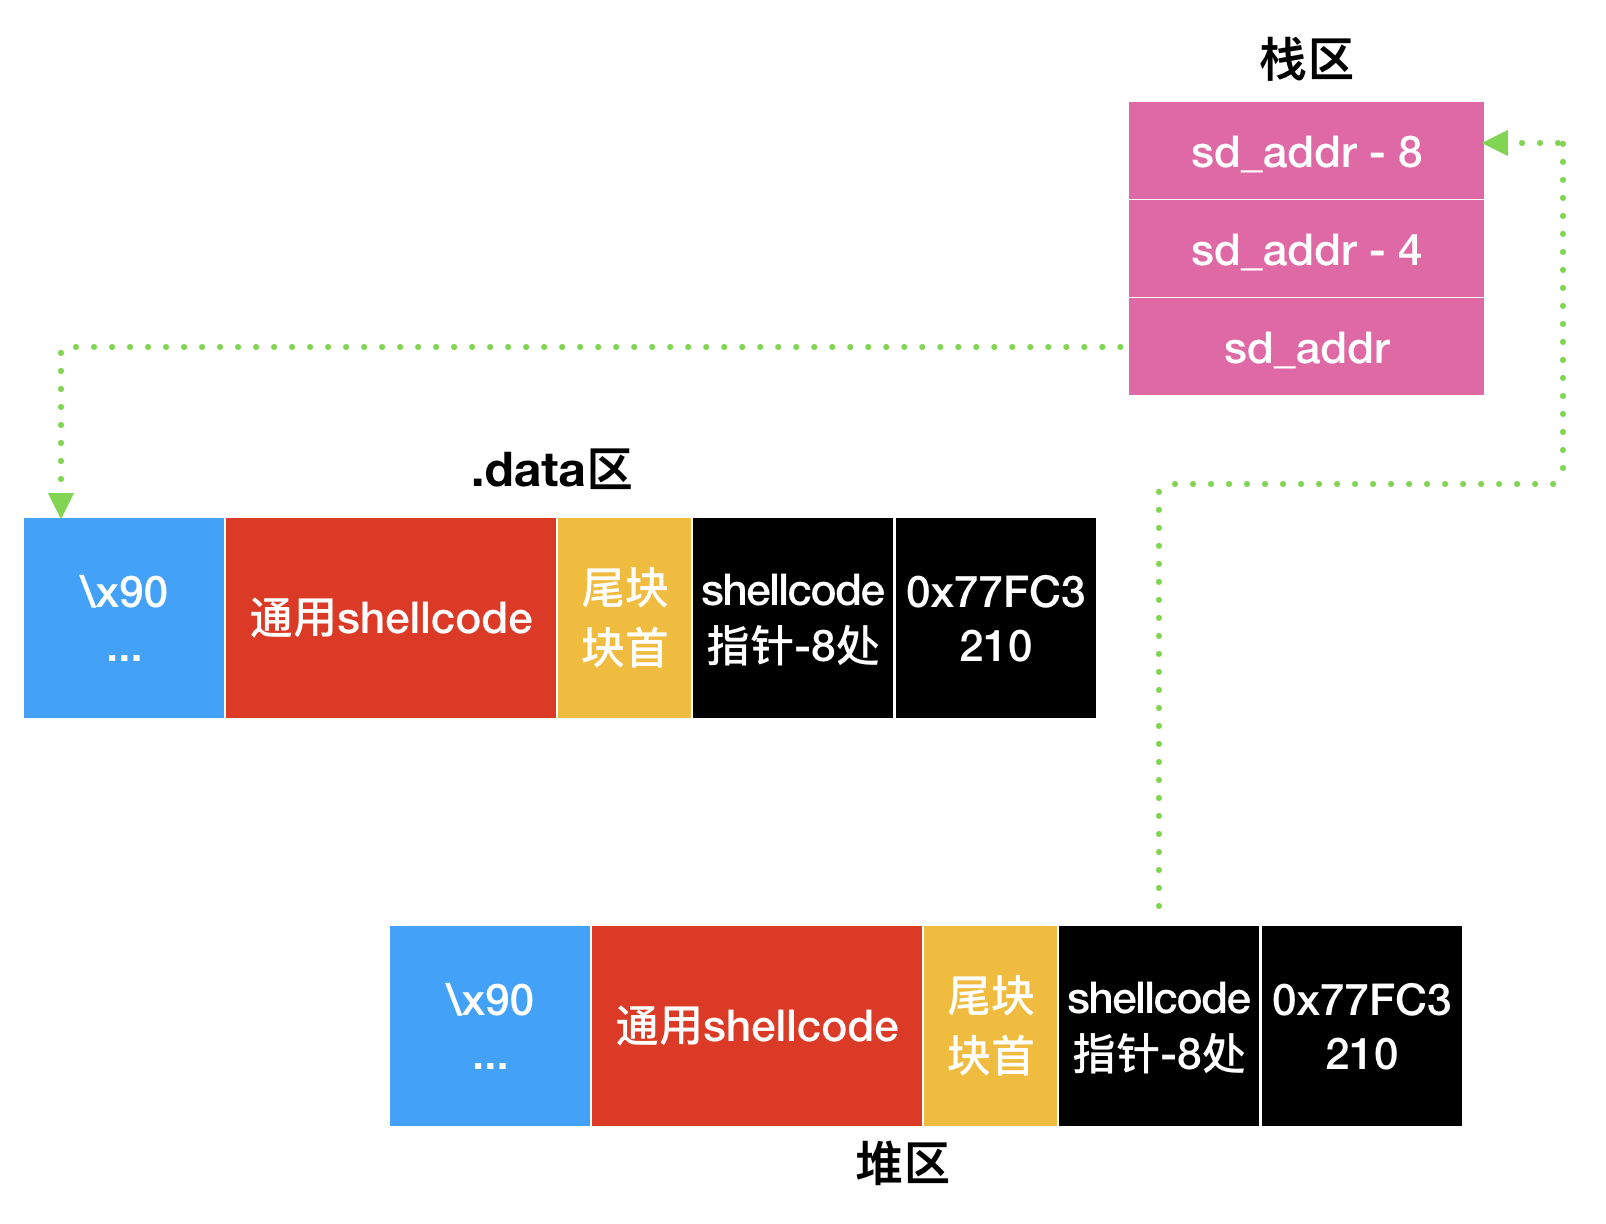 栈区
sd_addr - 8
sd_addr - 4
sd_addr
.data区
\x90
...
通用shellcode
尾块
块首
shellcode
指针-8处
0x77FC3
210
\x90
...
通用shellcode
尾块
块首
shellcode
指针-8处
0x77FC3
210
堆区